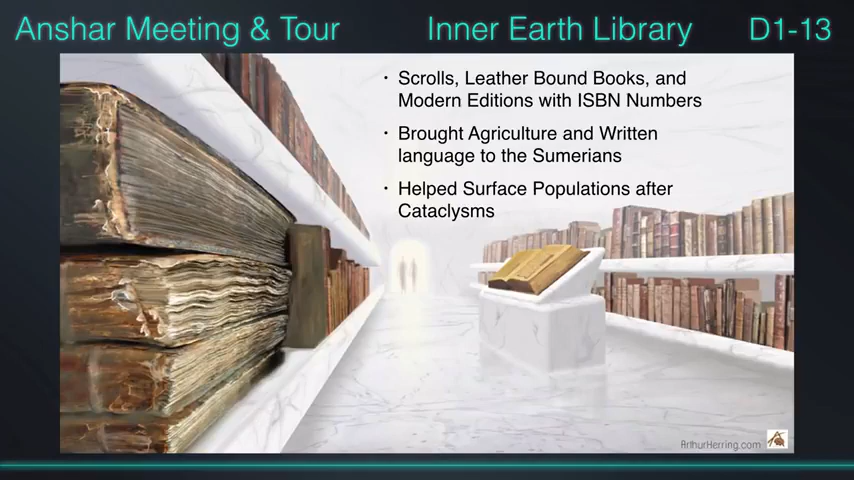 Anshar Meeting & Tour Inner Earth Library D1-13
• Scrolls, Leather Bound Books, and
Modern Editions with ISBN Numbers
• Brought Agriculture and Written
language to the Sumerians
• Helped Surface Populations after
Cataclysms
ArthurHerring.com